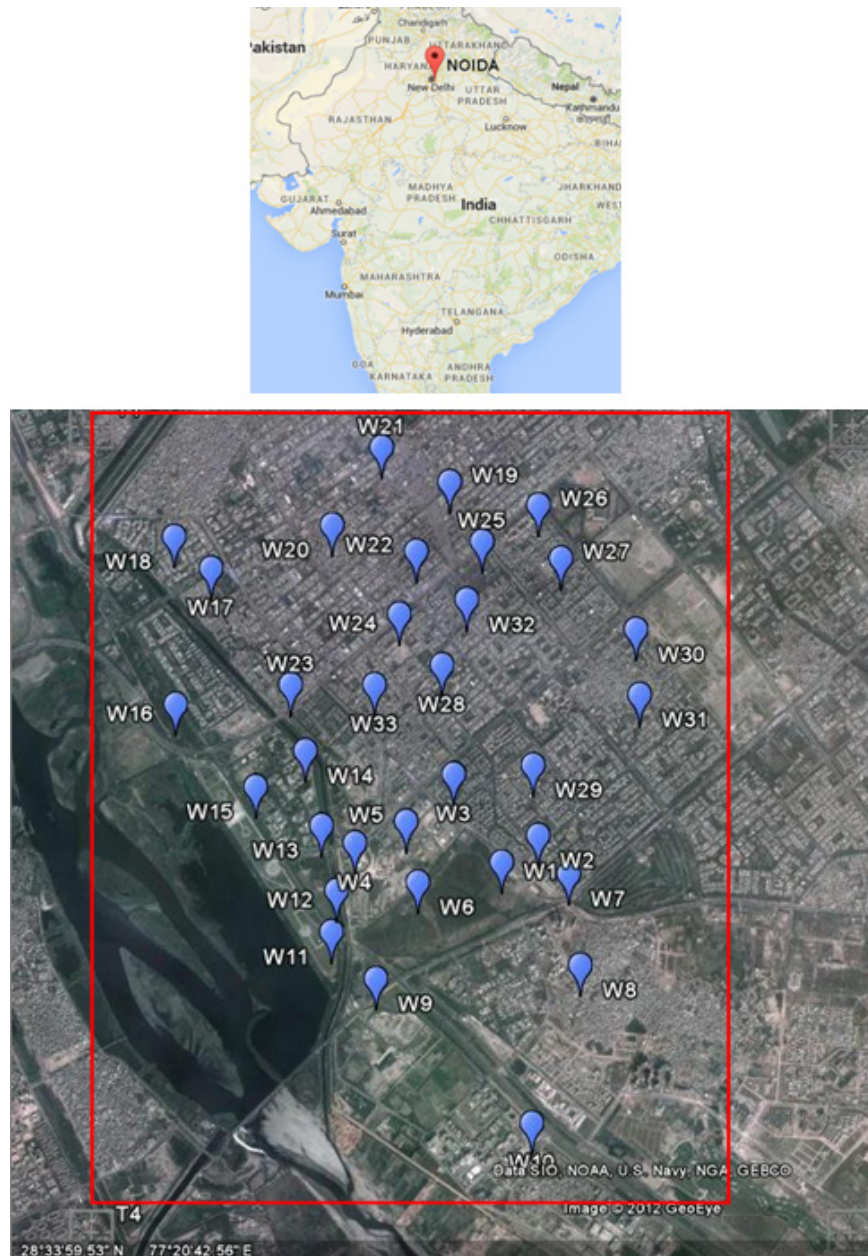 Chandigarh
Pakistan
PUNJAB
UTTARAKHAND
HARYANA
NOIDA
New Delhi
UTTAR
PRADESH
Nepal
Kathmandu
RAJASTHAN
Lucknow
MADHYA
PRADESH
JHARKHAND
GUJARAT
Ahmedabad
India
CHHATTISGARH
Surat
ODISHA
MAHARASHTRA
Mumbai
TELANGANA
Hyderabad
GOA
KARNATAKA
ANDHRA
PRADESH
W21
W19
W26
W20
W22
W25
W18
W27
W17
W24
W32
W30
W23
W16
W33
W28
W31
W14
W29
W15
W5
W3
W13
W2
W4
W1
W12
W6
W7
W11
W9
W8
W10
Data SIO, NOAA, U.S. Navy, NGA, GEBCO
Image © 2012 GeoEye
T4
28°33'59.53" N 77°20'42.56" E